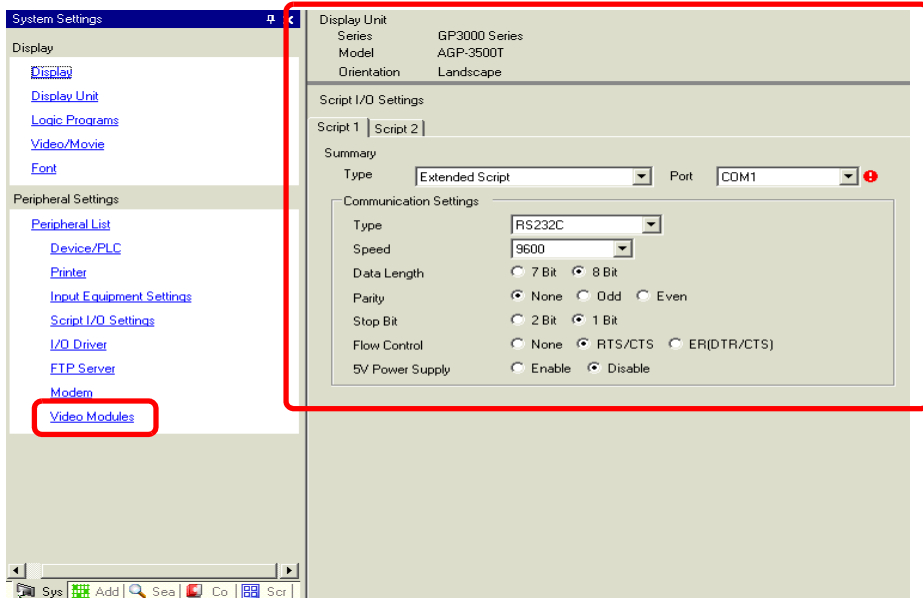 System Settings
Display
Display
Display Unit
Logic Programs
Video/Movie
Font
Peripheral Settings
Peripheral List
Device/PLC
Printer
Input Equipment Settings
Script I/O Settings
I/O Driver
FTP Server
Modem
Video Modules
Sys Add Sea Co Scr
Display Unit
Series GP3000 Series
Model AGP-3500T
Orientation Landscape
Script I/O Settings
Script 1 Script 2
Summary
Type Extended Script Port COM1
Communication Settings
Type RS232C
Speed 9600
Data Length 7 Bit 8 Bit
Parity None Odd Even
Stop Bit 2 Bit 1 Bit
Flow Control None RTS/CTS ER(DTR/CTS)
5V Power Supply Enable Disable